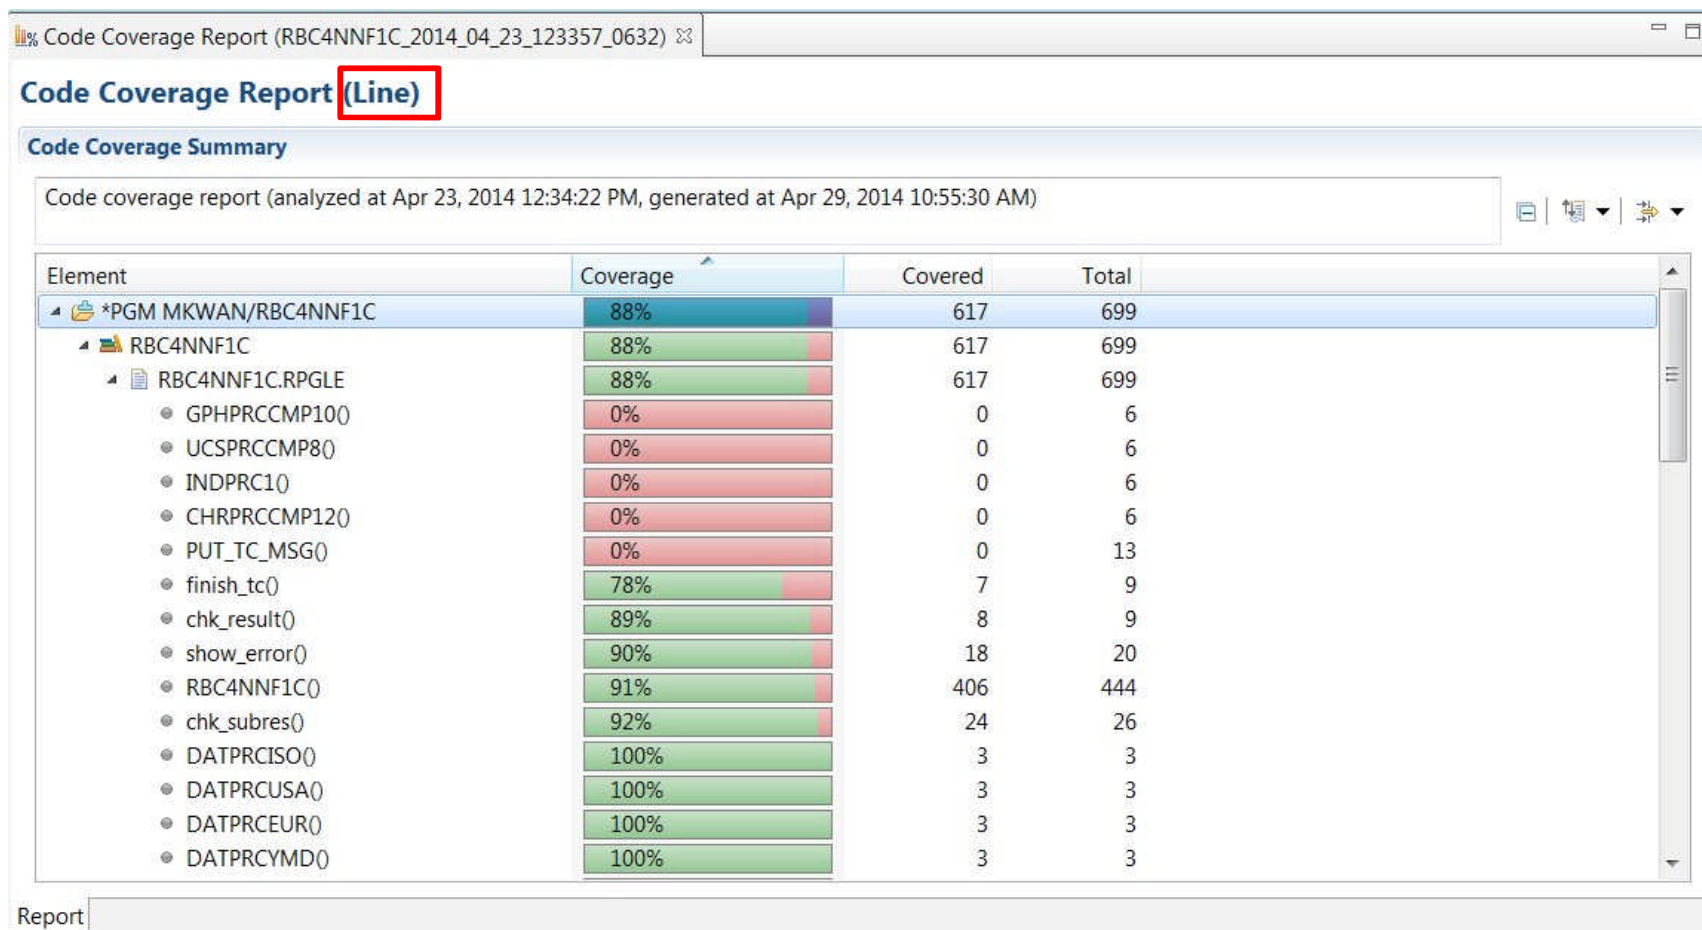 Code Coverage Report (RBC4NNF1C_2014_04_23_123357_0632)
Code Coverage Report (Line)
Code Coverage Summary
Code coverage report (analyzed at Apr 23, 2014 12:34:22 PM, generated at Apr 29, 2014 10:55:30 AM)
Element Coverage Covered Total
*PGM MKWAN/RBC4NNF1C 88% 617 699
RBC4NNF1C 88% 617 699
RBC4NNF1C.RPGLE 88% 617 699
GPHPRCCMP10() 0% 0 6
UCSPRCCMP8() 0% 0 6
INDPRC1() 0% 0 6
CHRPRCCMP12() 0% 0 6
PUT_TC_MSG() 0% 0 13
finish_tc() 78% 7 9
chk_result() 89% 8 9
show_error() 90% 18 20
RBC4NNF1C() 91% 406 444
chk_subres() 92% 24 26
DATPRCISO() 100% 3 3
DATPRCUSA() 100% 3 3
DATPRCEUR() 100% 3 3
DATPRCYMD() 100% 3 3
Report